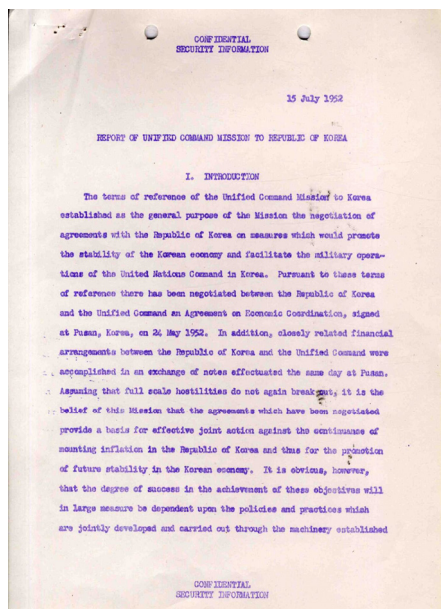 CONFIDENTIAL
SECURITY INFORMATION
15 July 1952
REPORT OF UNIFIED COMMAND MISSION TO REPUBLIC OF KOREA
I. INTRODUCTION
The terms of reference of the Unified Command Mission to Korea
established as the general purpose of the Mission the negotiation of
agreements with the Republic of Korea on measures which would promote
the stability of the Korean economy and facilitate the military opera-
tions of the United Nations Command in Korea. Pursuant to these terms
of reference there has been negotiated between the Republic of Korea
and the Unified Command an Agreement on Economic Coordination, signed
at Pusan, Korea, on 24 May 1952. In addition, closely related financial
arrangements between the Republic of Korea and the Unified Command were
accomplished in an exchange of notes effectuated the same day at Pusan.
Assuming that full scale hostilities do not again break out, it is the
belief of this Mission that the agreements which have been negotiated
provide a basis for effective joint action against the continuance of
mounting inflation in the Republic of Korea and thus for the promotion
of future stability in the Korean economy. It is obvious, however,
that the degree of success in the achievement of these objectives will
in large measure be dependent upon the policies and practices which
are jointly developed and carried out through the machinery established
CONFIDENTIAL
SECURITY INFORMATION